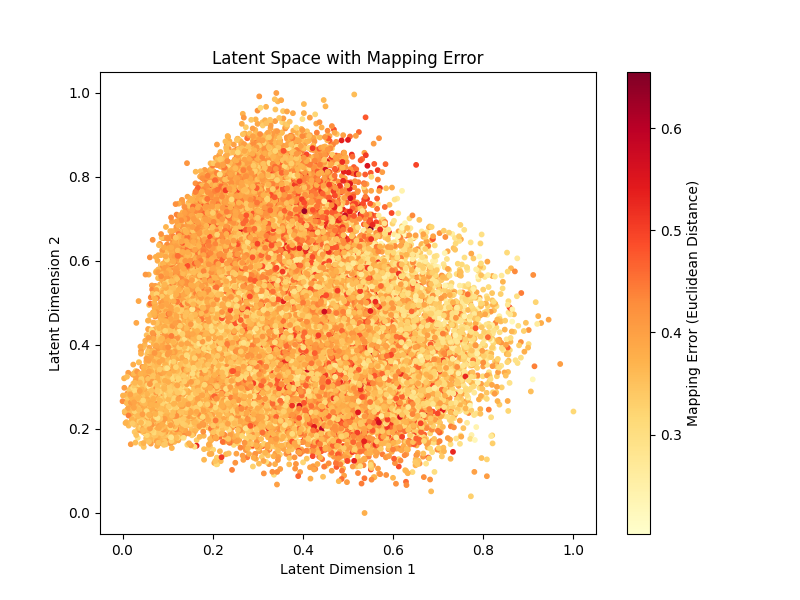 Latent Space with Mapping Error
1.0
0.8
0.6
0.4
0.2
0.0
Latent Dimension 2
0.0 0.2 0.4 0.6 0.8 1.0
Latent Dimension 1
0.6
0.5
0.4
0.3
Mapping Error (Euclidean Distance)